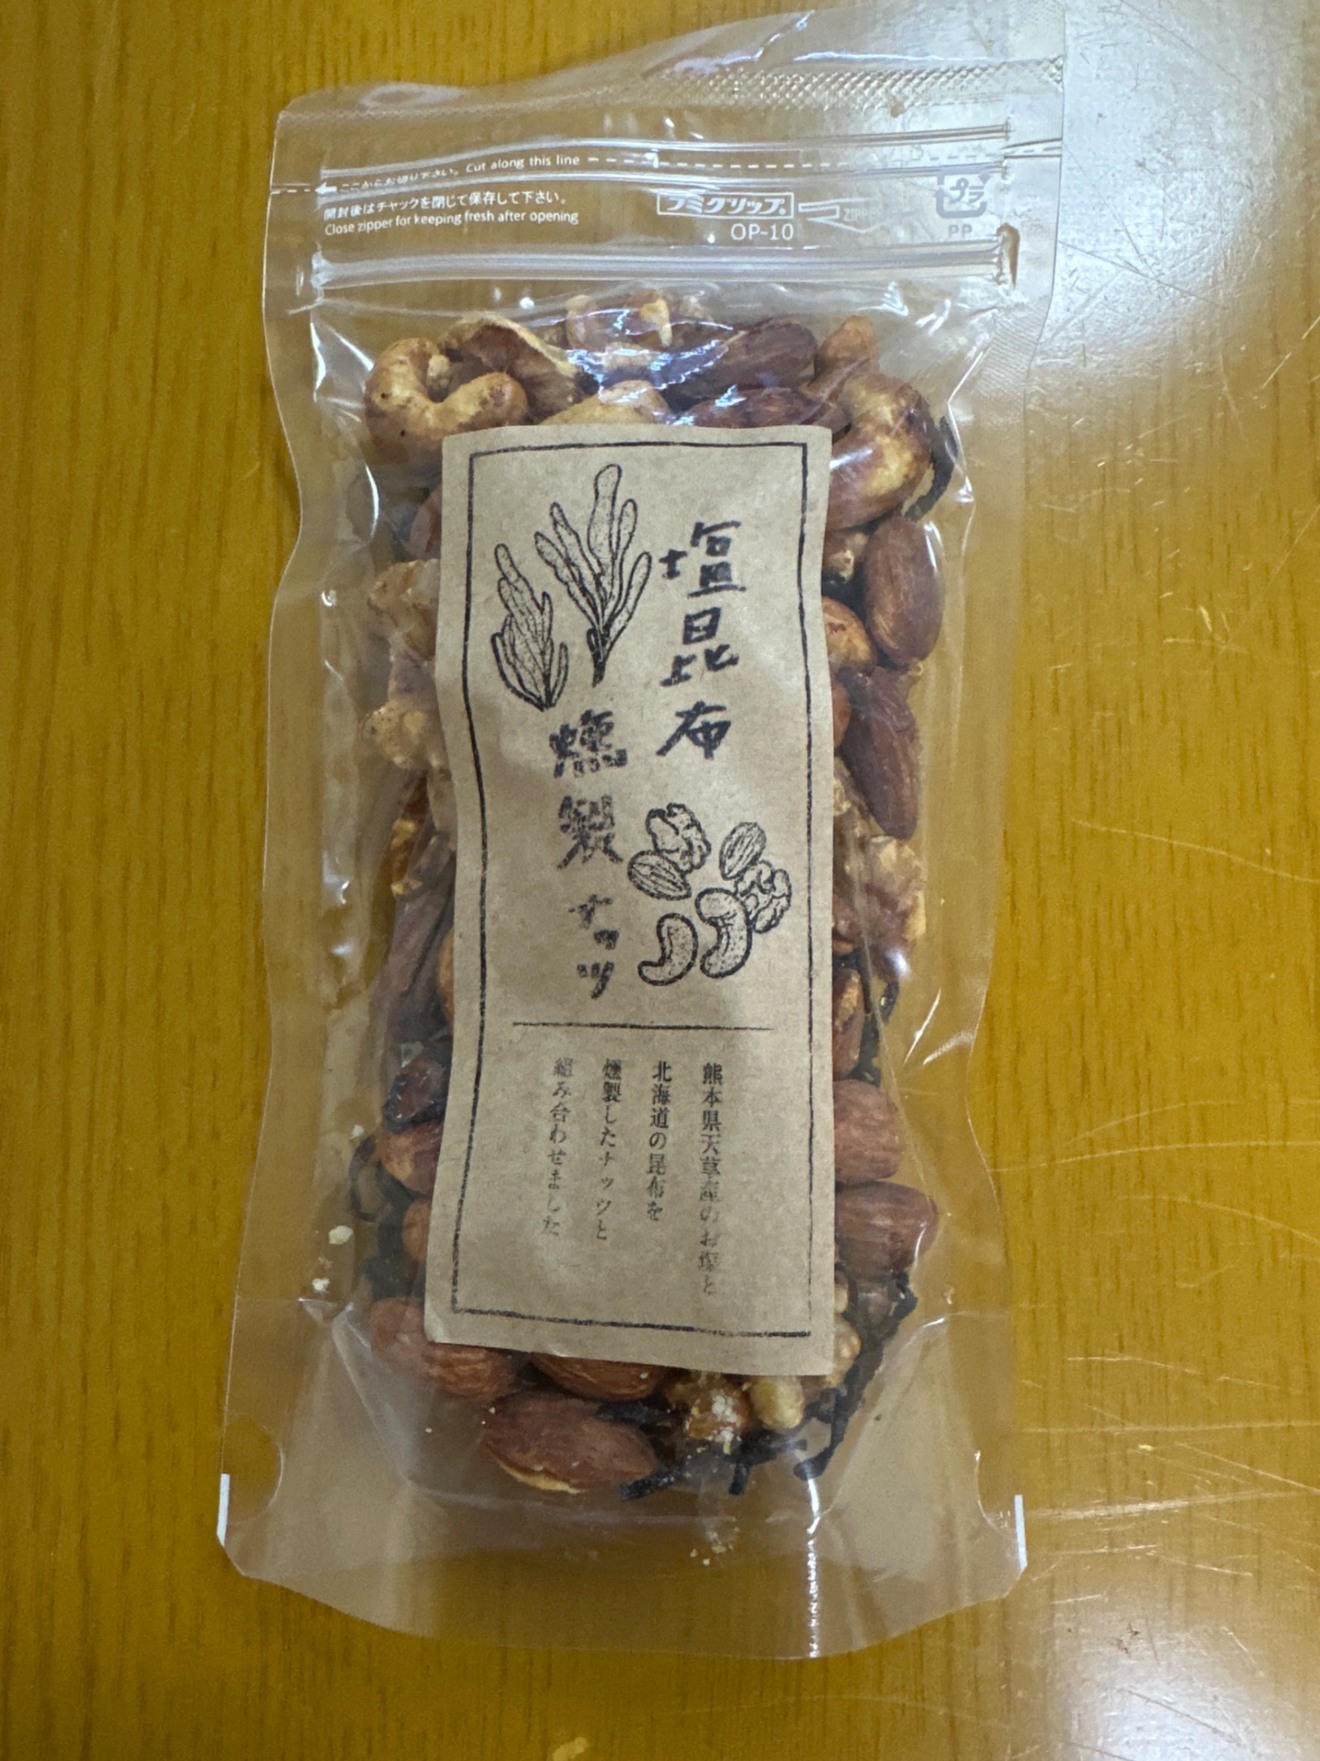 ここからお切り下さい。 Cut along this line
開封後はチャックを閉じて保存して下さい。
Close zipper for keeping fresh after opening
ラミグリップ®
OP-10
ZIPP
プラ
PP
塩昆布
燻製ナッツ
熊本県天草産のお塩と
北海道の昆布を
燻製したナッツと
組み合わせました